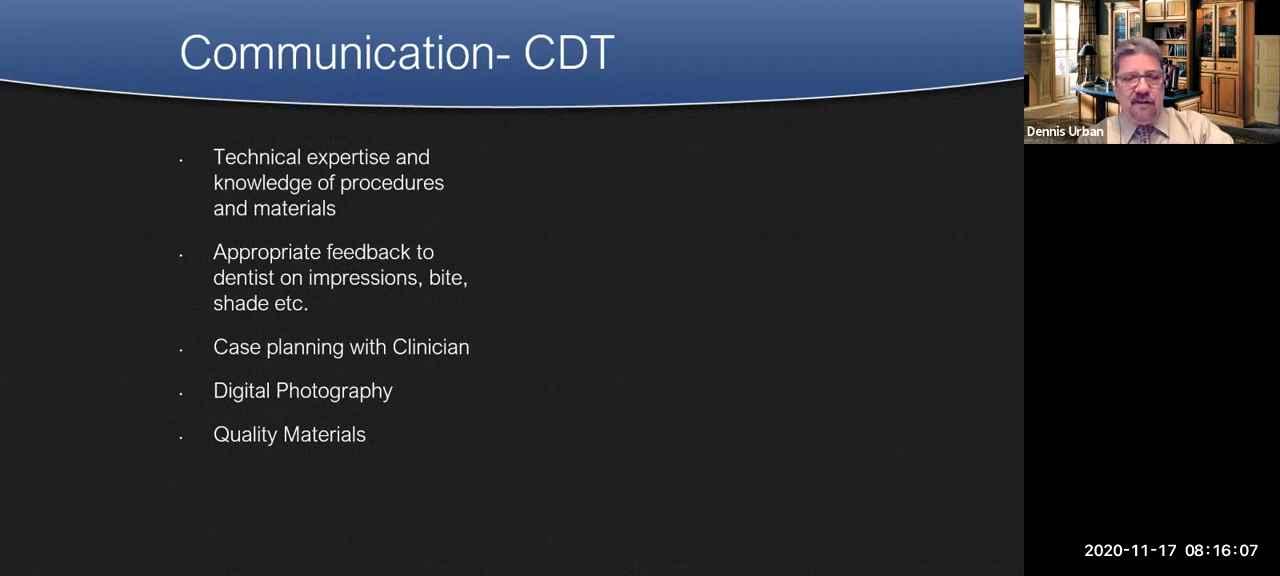 Communication- CDT
Technical expertise and
knowledge of procedures
and materials
Appropriate feedback to
dentist on impressions, bite,
shade etc.
Case planning with Clinician
Digital Photography
Quality Materials
Dennis Urban
2020-11-17 08:16:07